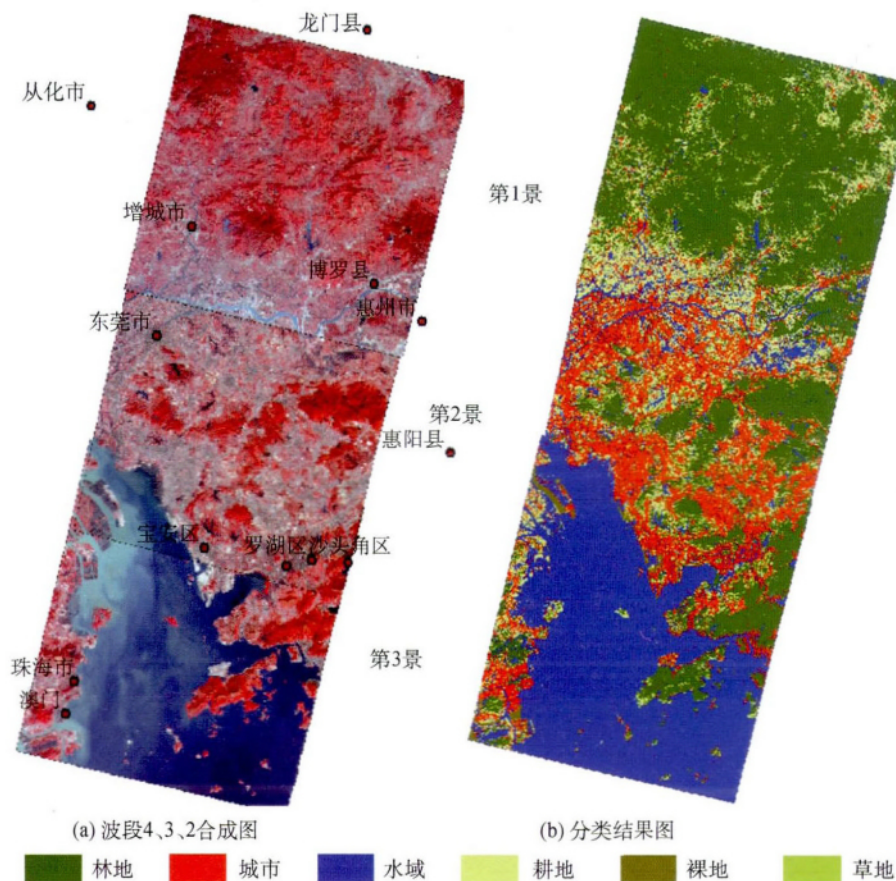 龙门县
从化市
第1景
增城市
博罗县
惠州市
东莞市
第2景
惠阳县
宝安区
罗湖区沙头角区
第3景
珠海市
澳门
(a) 波段4、3、2合成图
(b) 分类结果图
林地 城市 水域 耕地 裸地 草地